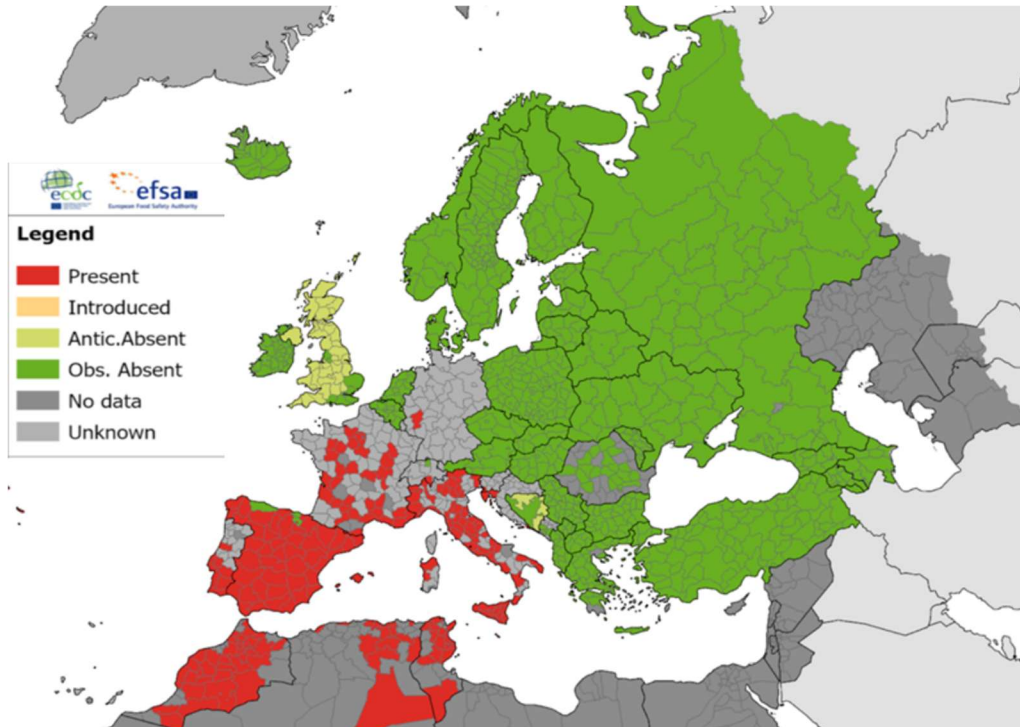 ecdc
efsa
European Food Safety Authority
Legend
Present
Introduced
Antic.Absent
Obs. Absent
No data
Unknown